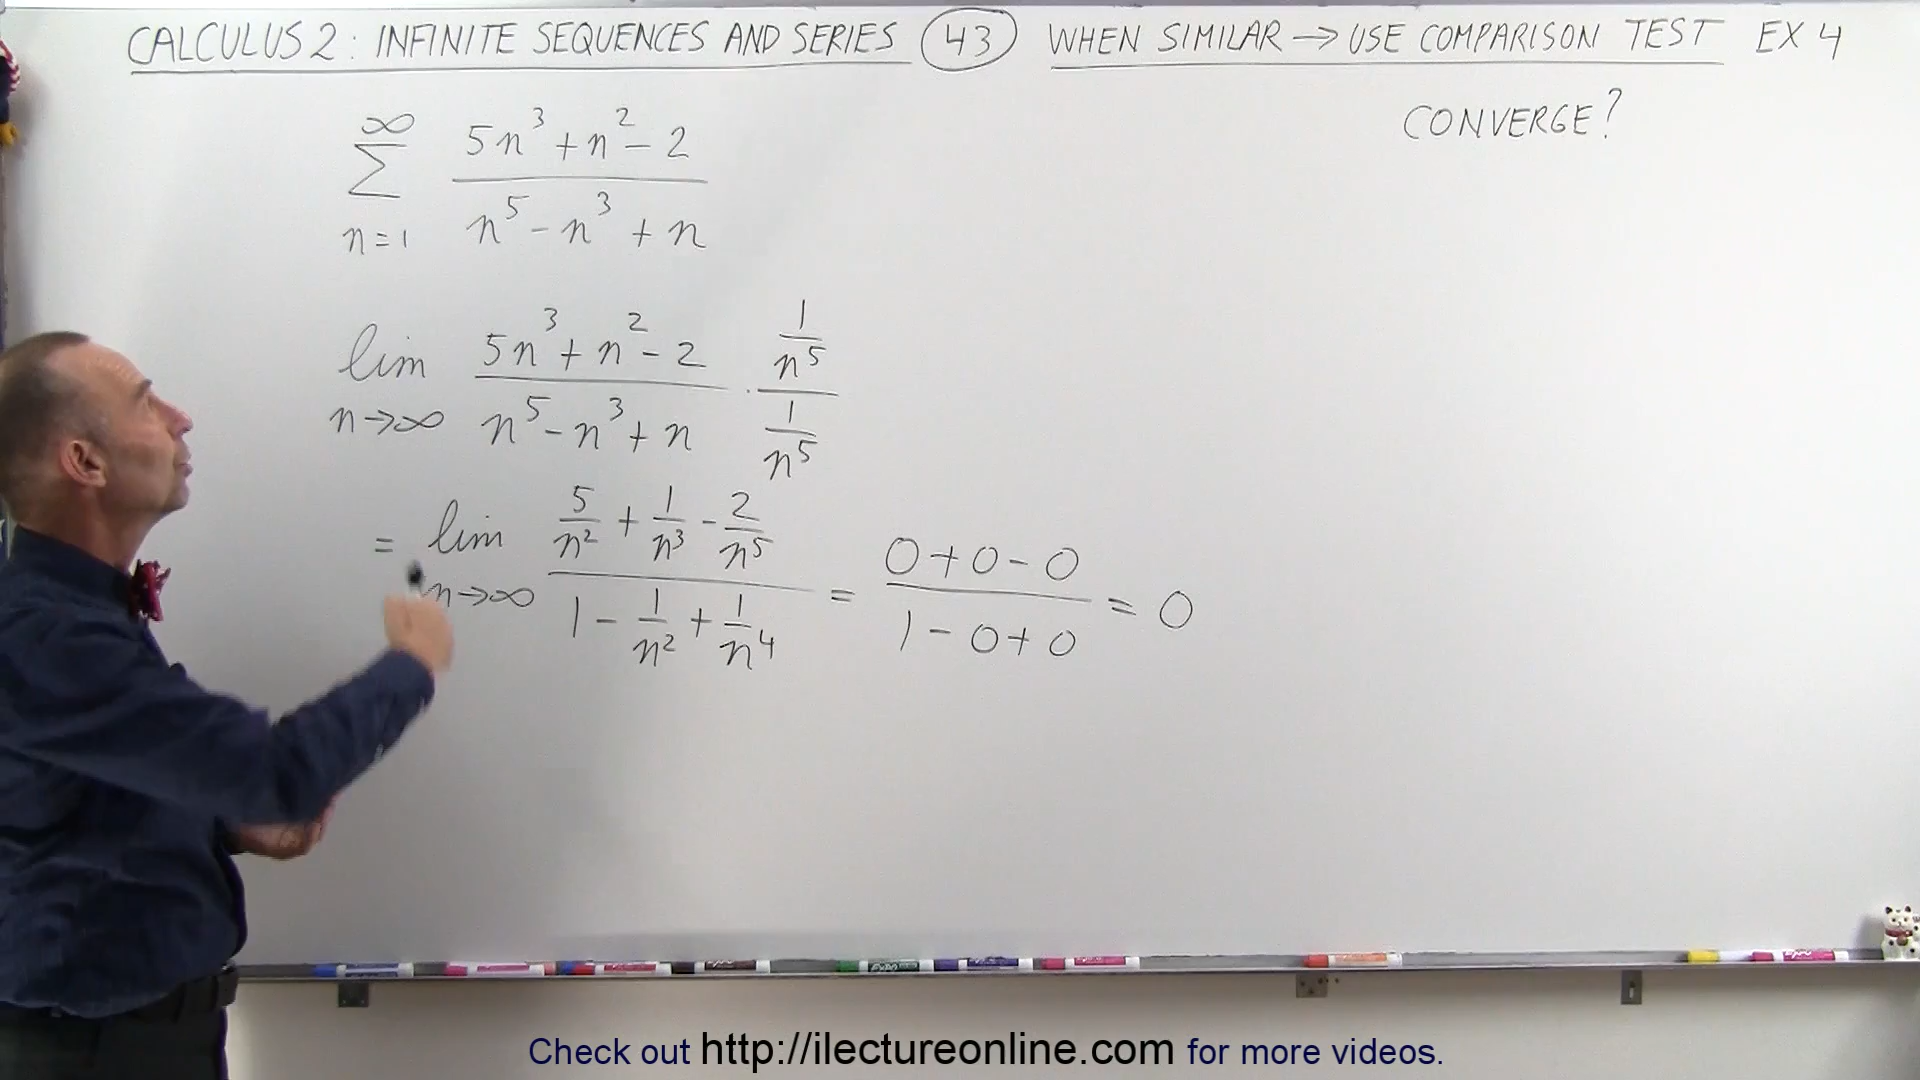 CALCULUS 2: INFINITE SEQUENCES AND SERIES 43 WHEN SIMILAR → USE COMPARISON TEST EX 4
CONVERGE?
∞
∑
n=1
5n³+n²-2
n⁵-n³+n
lim
n→∞
5n³+n²-2
n⁵-n³+n
·
1
n⁵
1
n⁵
= lim
n→∞
5/n² + 1/n³ - 2/n⁵
1 - 1/n² + 1/n⁴
=
0+0-0
1-0+0
= 0
Check out http://ilectureonline.com for more videos.